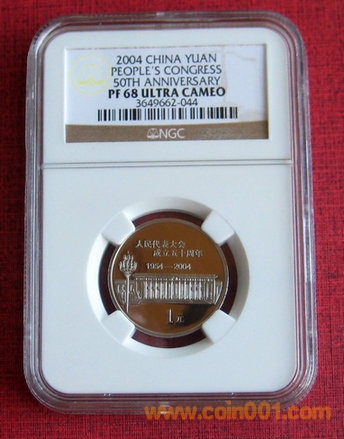 2004 CHINA YUAN
PEOPLE'S CONGRESS
50TH ANNIVERSARY
PF 68 ULTRA CAMEO
3649662-044
NGC
人民代表大会
成立五十周年
1954—2004
1元
www.coin001.com